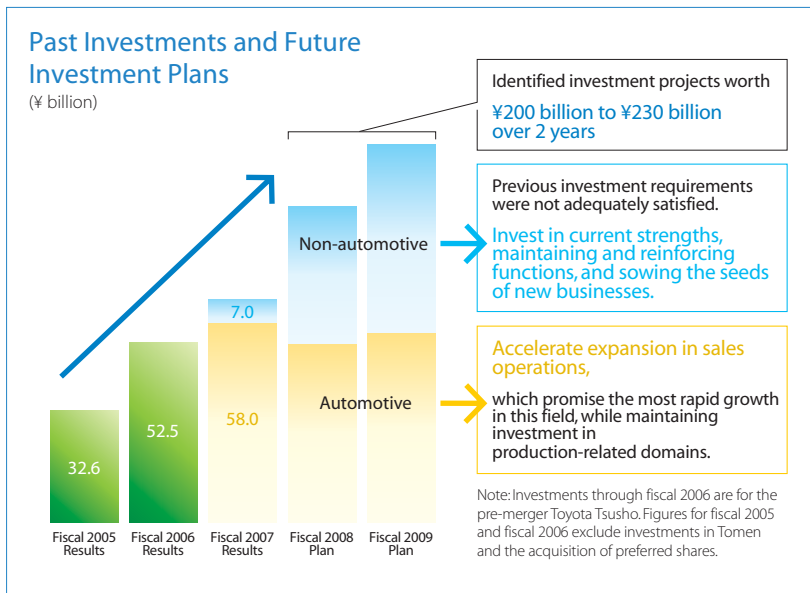 Past Investments and Future
Investment Plans
(¥ billion)
Identified investment projects worth
¥200 billion to ¥230 billion
over 2 years
Previous investment requirements
were not adequately satisfied.
Invest in current strengths,
maintaining and reinforcing
functions, and sowing the seeds
of new businesses.
Non-automotive
7.0
Accelerate expansion in sales
operations,
which promise the most rapid growth
in this field, while maintaining
investment in
production-related domains.
Automotive
58.0
52.5
32.6
Note: Investments through fiscal 2006 are for the
pre-merger Toyota Tsusho. Figures for fiscal 2005
and fiscal 2006 exclude investments in Tomen
and the acquisition of preferred shares.
Fiscal 2005
Results
Fiscal 2006
Results
Fiscal 2007
Results
Fiscal 2008
Plan
Fiscal 2009
Plan